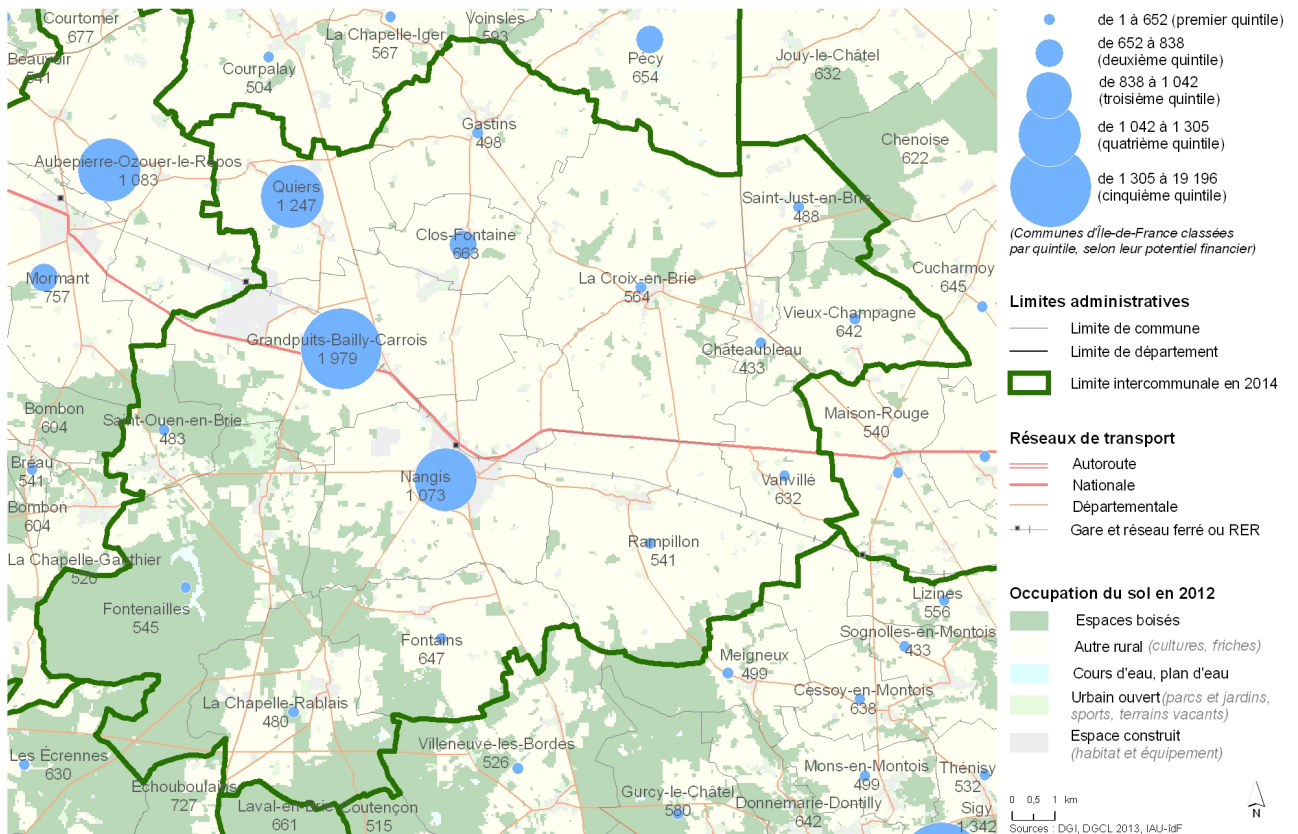 Courtomer
677
Beauvoir
541
La Chapelle-Iger
567
Voinsles
593
Courpalay
504
Pécy
654
Jouy-le-Châtel
632
Gastins
498
Chenoise
622
Aubepierre-Ozouer-le-Repos
1 083
Quiers
1 247
Saint-Just-en-Brie
488
Clos-Fontaine
663
Mormant
757
La Croix-en-Brie
564
Cucharmoy
645
Vieux-Champagne
642
Grandpuits-Bailly-Carrois
1 979
Châteaubleau
433
Bombon
604
Saint-Ouen-en-Brie
483
Maison-Rouge
540
Bréau
541
Nangis
1 073
Vanvillé
632
Bombon
604
Rampillon
541
La Chapelle-Gauthier
520
Fontenailles
545
Lizines
556
Fontains
647
Sognolles-en-Montois
433
Meigneux
499
La Chapelle-Rablais
480
Cessoy-en-Montois
638
Les Écrennes
630
Villeneuve-les-Bordes
526
Échouboulains
727
Mons-en-Montois
499
Thénisy
532
Laval-en-Brie
661
Coutençon
515
Gurcy-le-Châtel
580
Donnemarie-Dontilly
642
Sigy
1 342
de 1 à 652 (premier quintile)
de 652 à 838
(deuxième quintile)
de 838 à 1 042
(troisième quintile)
de 1 042 à 1 305
(quatrième quintile)
de 1 305 à 19 196
(cinquième quintile)
(Communes d'Île-de-France classées
par quintile, selon leur potentiel financier)
Limites administratives
Limite de commune
Limite de département
Limite intercommunale en 2014
Réseaux de transport
Autoroute
Nationale
Départementale
Gare et réseau ferré ou RER
Occupation du sol en 2012
Espaces boisés
Autre rural (cultures, friches)
Cours d'eau, plan d'eau
Urbain ouvert (parcs et jardins,
sports, terrains vacants)
Espace construit
(habitat et équipement)
0 0,5 1 km
N
Sources : DGI, DGCL 2013, IAU-îdF